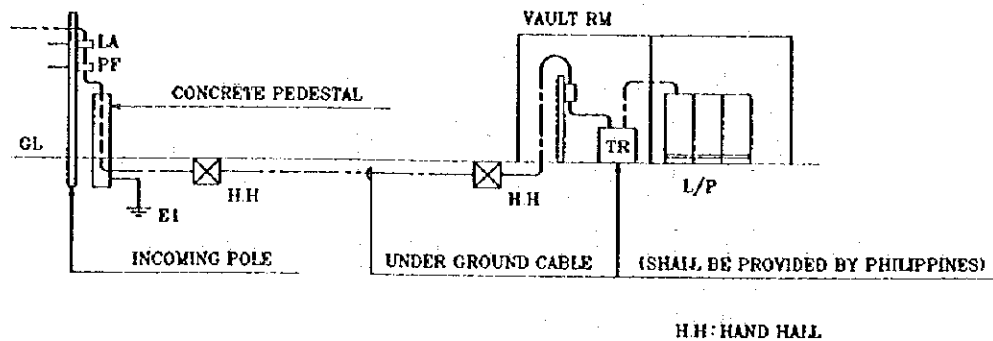 VAULT RM
LA
PF
CONCRETE PEDESTAL
GL
TR
H.H
H.H
L/P
E1
INCOMING POLE
UNDER GROUND CABLE
(SHALL BE PROVIDED BY PHILIPPINES)
H.H: HAND HALL